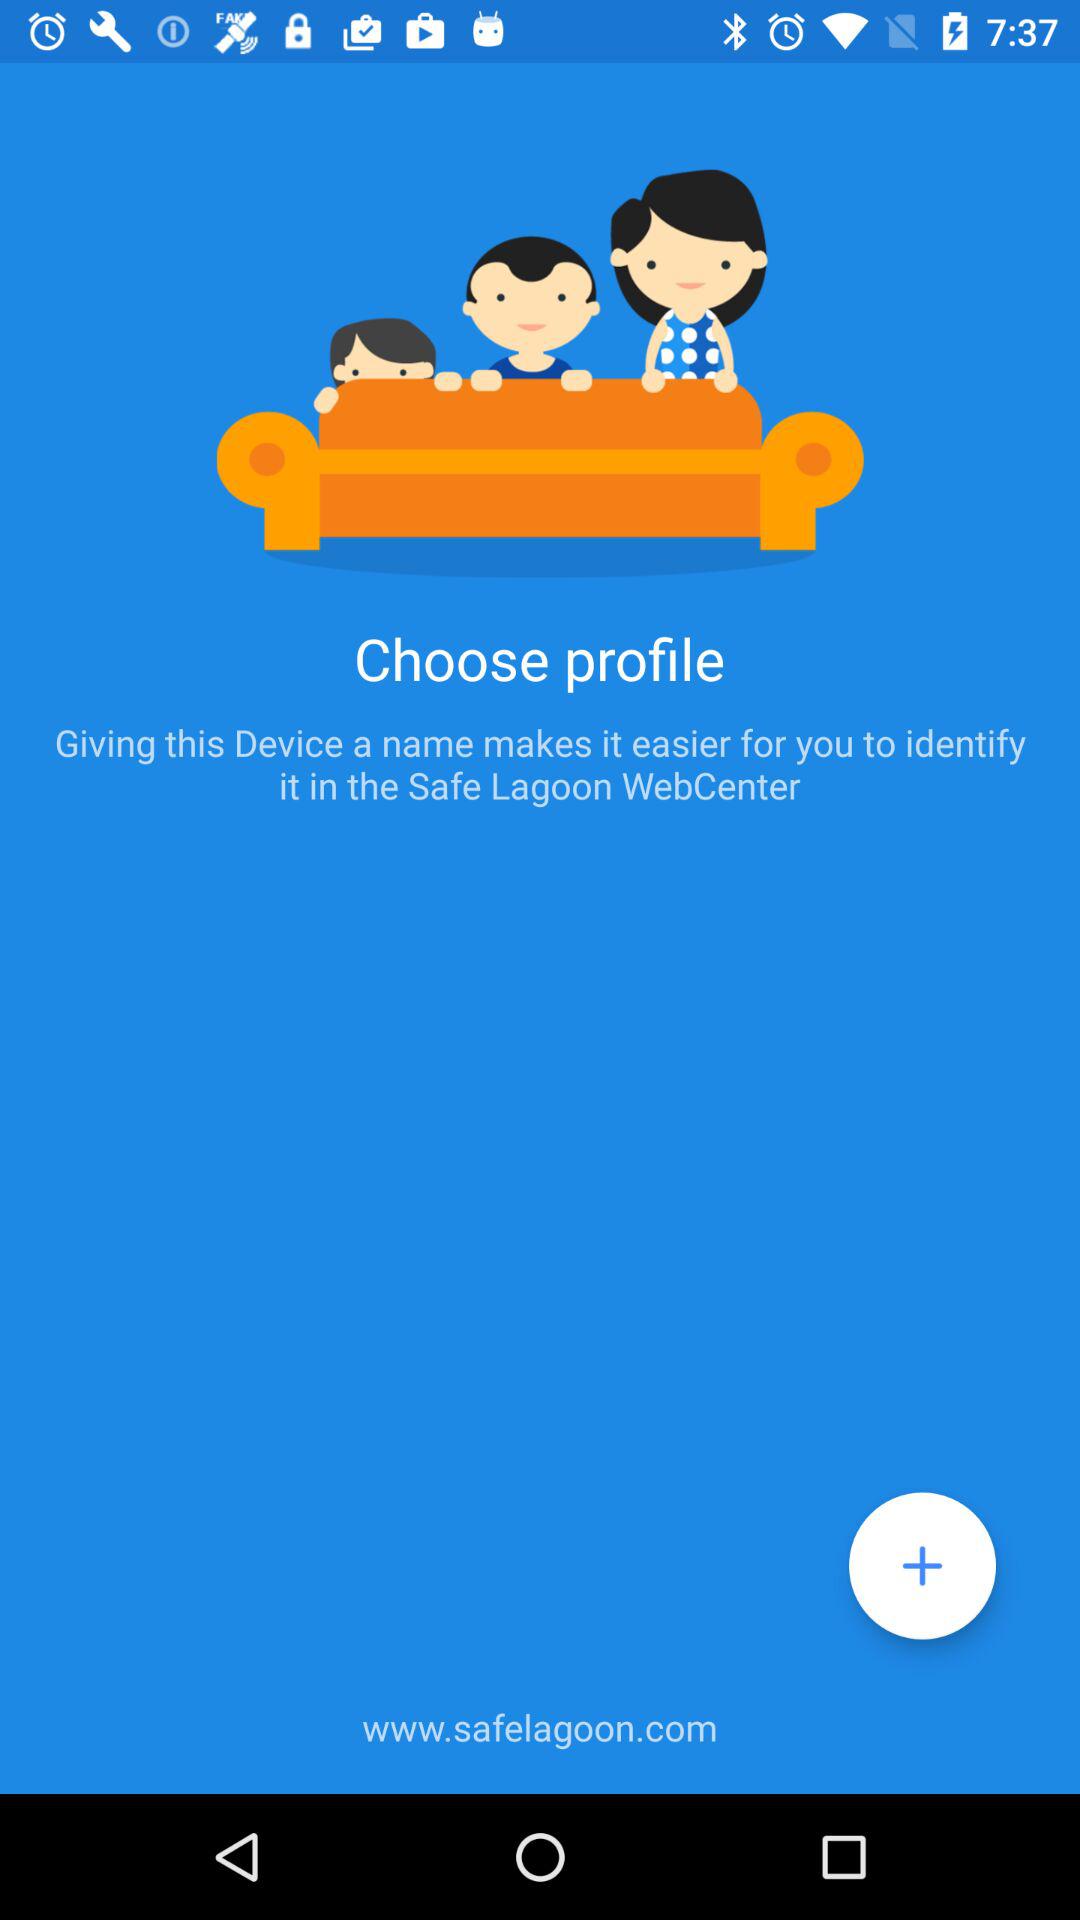 FAKE
7:37
Choose profile
Giving this Device a name makes it easier for you to identify
it in the Safe Lagoon WebCenter
www.safelagoon.com